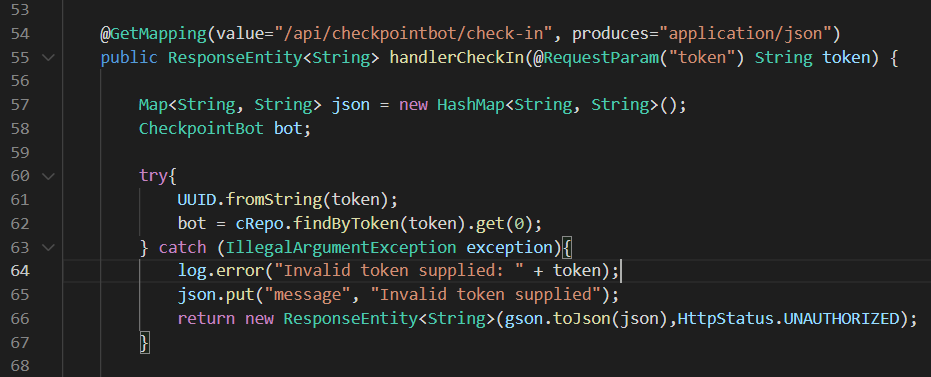 53
54 @GetMapping(value="/api/checkpointbot/check-in", produces="application/json")
55 public ResponseEntity<String> handlerCheckIn(@RequestParam("token") String token) {
56
57 Map<String, String> json = new HashMap<String, String>();
58 CheckpointBot bot;
59
60 try{
61 UUID.fromString(token);
62 bot = cRepo.findByToken(token).get(0);
63 } catch (IllegalArgumentException exception){
64 log.error("Invalid token supplied: " + token);
65 json.put("message", "Invalid token supplied");
66 return new ResponseEntity<String>(gson.toJson(json),HttpStatus.UNAUTHORIZED);
67 }
68